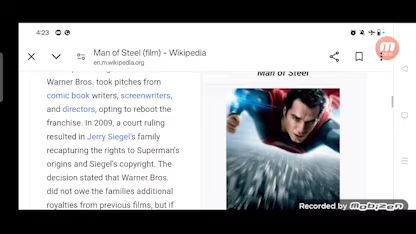 4:23
Man of Steel (film) – Wikipedia
en.m.wikipedia.org
Warner Bros. took pitches from
comic book writers, screenwriters,
and directors, opting to reboot the
franchise. In 2009, a court ruling
resulted in Jerry Siegel's family
recapturing the rights to Superman's
origins and Siegel's copyright. The
decision stated that Warner Bros.
did not owe the families additional
royalties from previous films, but if
Man of Steel
Recorded by MOBIZEN